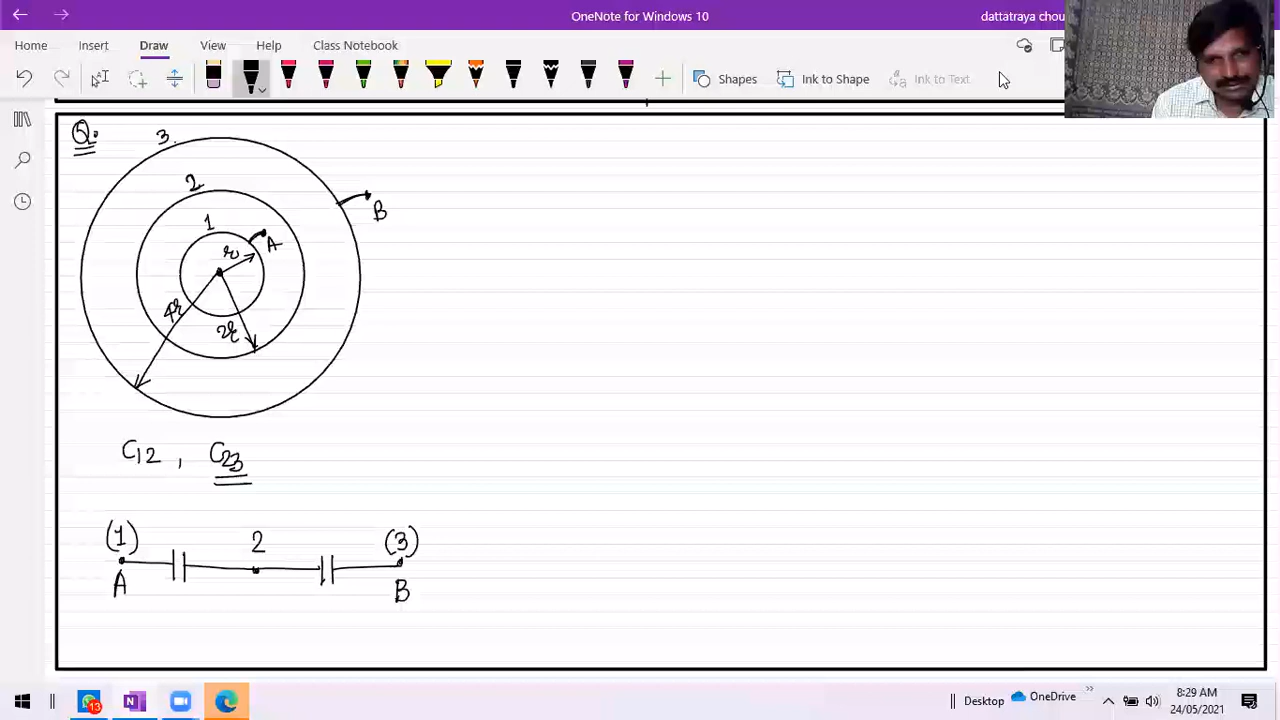 OneNote for Windows 10
dattatraya chou
Home Insert Draw View Help Class Notebook
Shapes Ink to Shape Ink to Text
Q:
3.
2
B
1
A
r
4r
2r
C12 , C23
(1) 2 (3)
A B
13
Desktop OneDrive
8:29 AM
24/05/2021